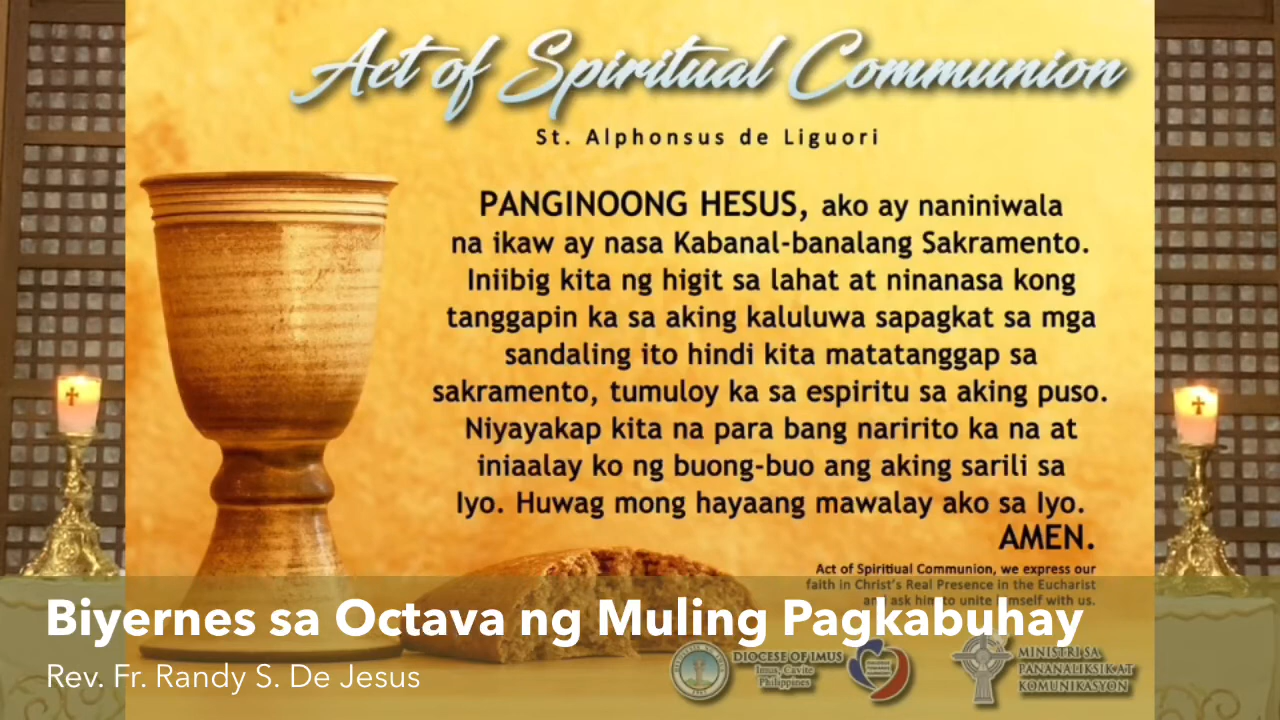 Act of Spiritual Communion
St. Alphonsus de Liguori
PANGINOONG HESUS, ako ay naniniwala
na ikaw ay nasa Kabanal-banalang Sakramento.
Iniibig kita ng higit sa lahat at ninanasa kong
tanggapin ka sa aking kaluluwa sapagkat sa mga
sandaling ito hindi kita matatanggap sa
sakramento, tumuloy ka sa espiritu sa aking puso.
Niyayakap kita na para bang naririto ka na at
iniaalay ko ng buong-buo ang aking sarili sa
Iyo. Huwag mong hayaang mawalay ako sa Iyo.
AMEN.
Act of Spiritual Communion, we express our
faith in Christ's Real Presence in the Eucharist
and ask him to unite himself with us.
Biyernes sa Octava ng Muling Pagkabuhay
Rev. Fr. Randy S. De Jesus
DIOCESE OF IMUS
Imus, Cavite
Philippines
MINISTRI SA
PANANALIKSIK AT
KOMUNIKASYON